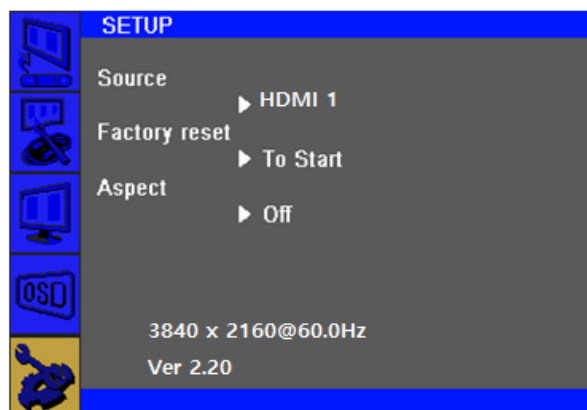 SETUP
Source
HDMI 1
Factory reset
To Start
Aspect
Off
OSD
3840 x 2160@60.0Hz
Ver 2.20